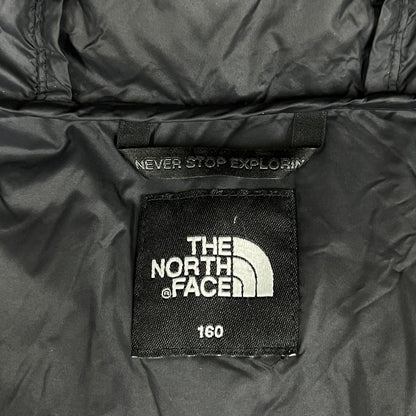 NEVER STOP EXPLORIN
THE
NORTH
FACE
®
160